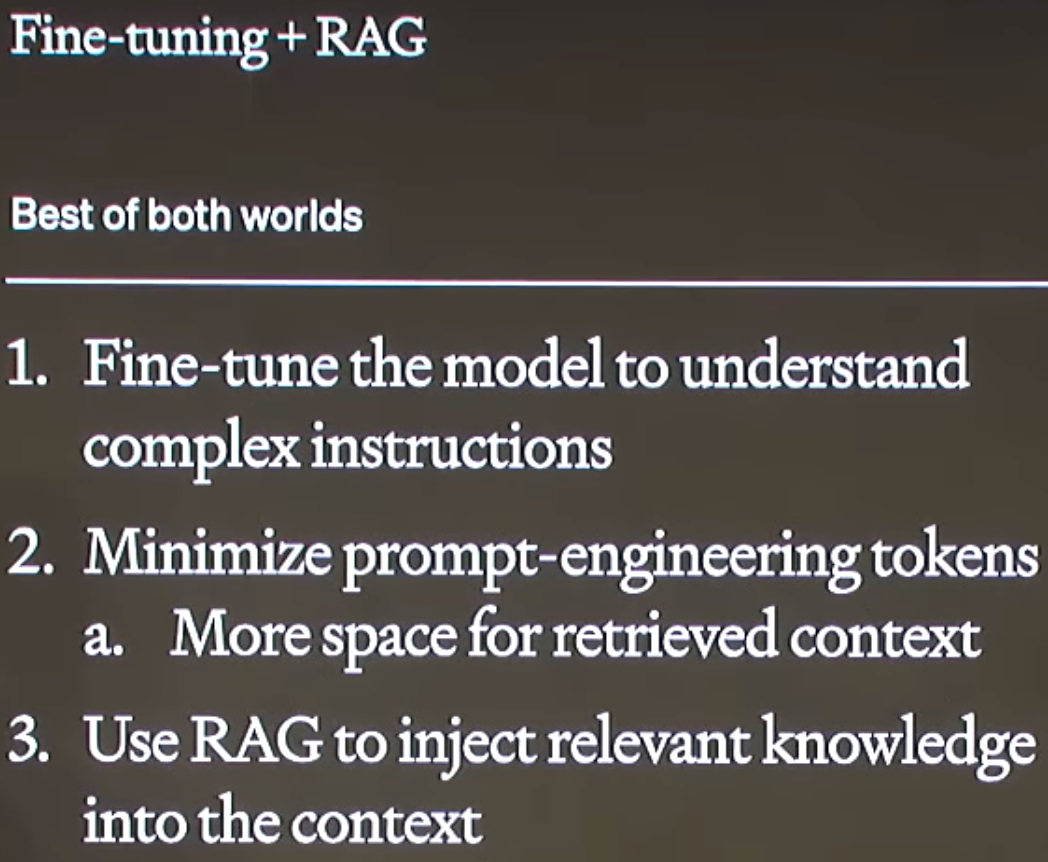 Fine-tuning + RAG
Best of both worlds
1. Fine-tune the model to understand
complex instructions
2. Minimize prompt-engineering tokens
a. More space for retrieved context
3. Use RAG to inject relevant knowledge
into the context